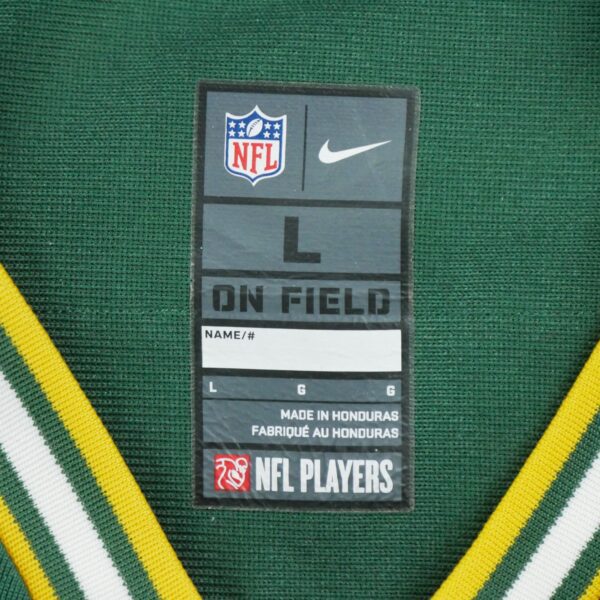 NFL
L
ON FIELD
NAME/#
L G G
MADE IN HONDURAS
FABRIQUÉ AU HONDURAS
NFL PLAYERS